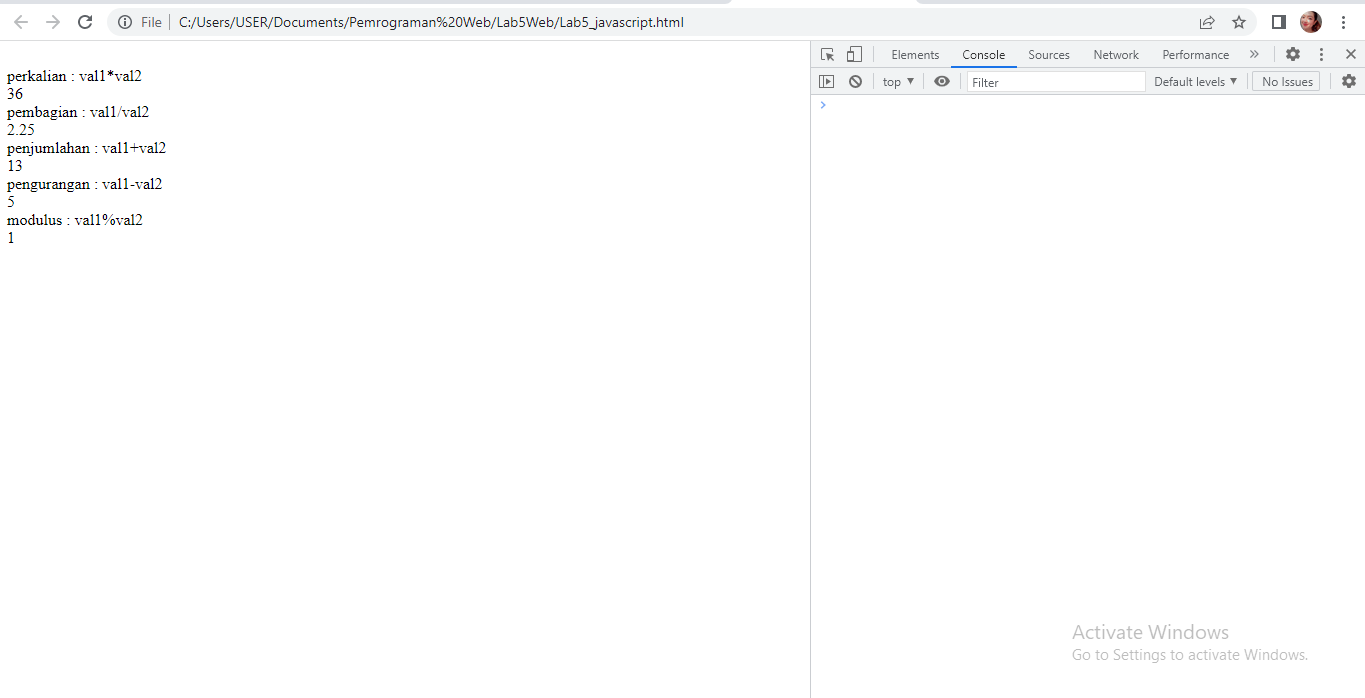 File C:/Users/USER/Documents/Pemrograman%20Web/Lab5Web/Lab5_javascript.html
Elements Console Sources Network Performance
top Filter Default levels No Issues
perkalian : val1*val2
36
pembagian : val1/val2
2.25
penjumlahan : val1+val2
13
pengurangan : val1-val2
5
modulus : val1%val2
1
Activate Windows
Go to Settings to activate Windows.